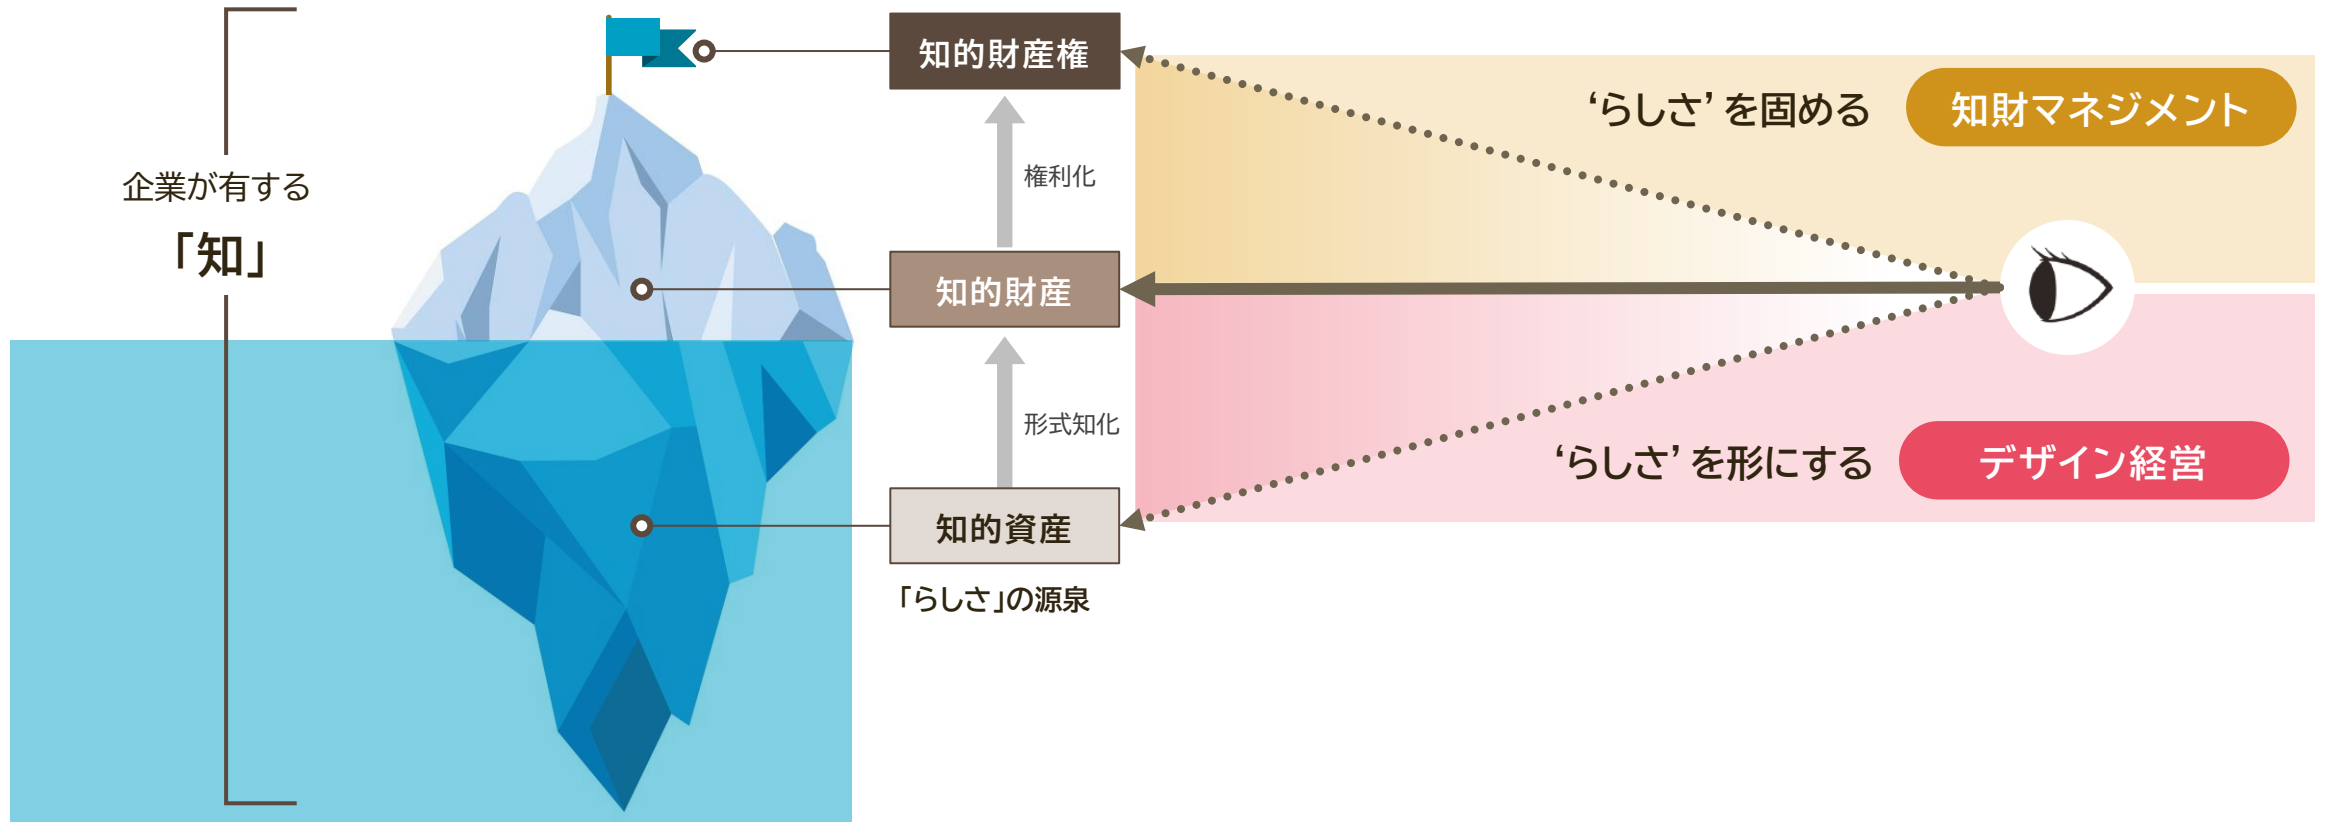 企業が有する
「知」
知的財産権
権利化
知的財産
形式知化
知的資産
「らしさ」の源泉
‘らしさ’を固める
知財マネジメント
‘らしさ’を形にする
デザイン経営